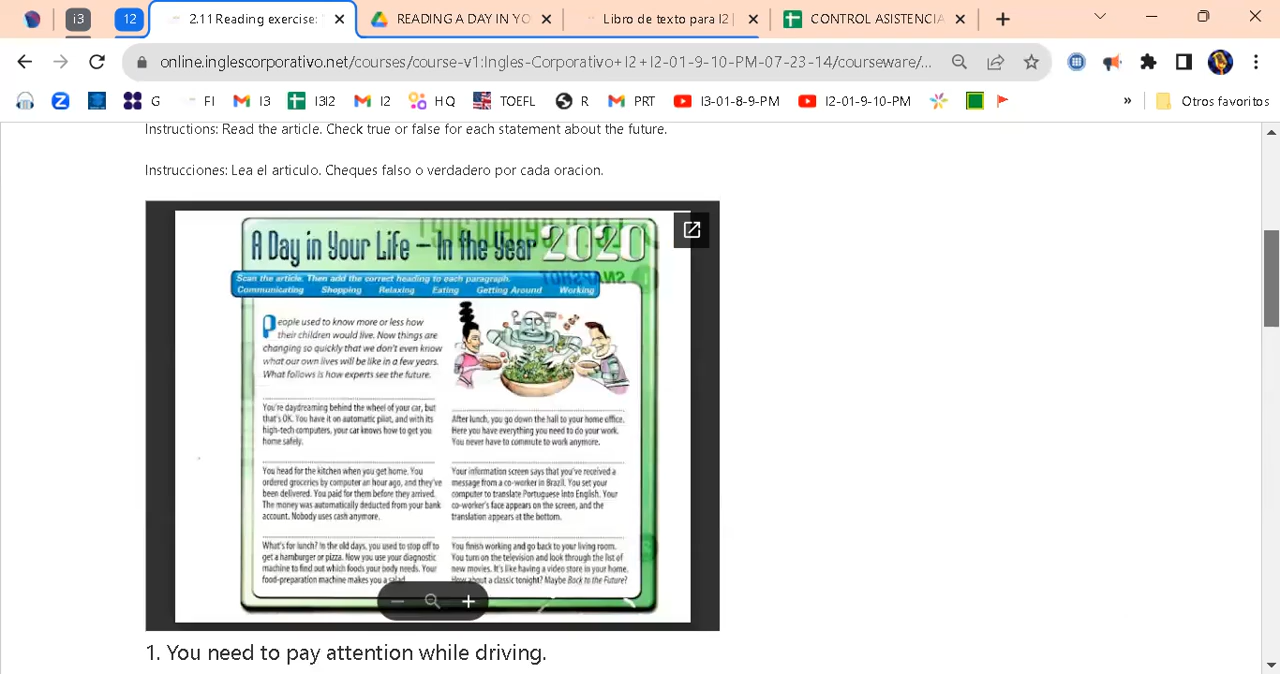 i3
12
2.11 Reading exercise:
READING A DAY IN YO
Libro de texto para I2 |
CONTROL ASISTENCIA
online.inglescorporativo.net/courses/course-v1:Ingles-Corporativo+I2+I2-01-9-10-PM-07-23-14/courseware/...
G
FI
I3
I3I2
I2
HQ
TOEFL
R
PRT
I3-01-8-9-PM
I2-01-9-10-PM
»
Otros favoritos
Instructions: Read the article. Check true or false for each statement about the future.
Instrucciones: Lea el articulo. Cheques falso o verdadero por cada oracion.
A Day in Your Life – In the Year 2020
Scan the article. Then add the correct heading to each paragraph.
Communicating Shopping Relaxing Eating Getting Around Working
People used to know more or less how
their children would live. Now things are
changing so quickly that we don't even know
what our own lives will be like in a few years.
What follows is how experts see the future.
You're daydreaming behind the wheel of your car, but
that's OK. You have it on automatic pilot, and with its
high-tech computers, your car knows how to get you
home safely.
You head for the kitchen when you get home. You
ordered groceries by computer an hour ago, and they've
been delivered. You paid for them before they arrived.
The money was automatically deducted from your bank
account. Nobody uses cash anymore.
What's for lunch? In the old days, you used to stop off to
get a hamburger or pizza. Now you use your diagnostic
machine to find out which foods your body needs. Your
food-preparation machine makes you a salad.
After lunch, you go down the hall to your home office.
Here you have everything you need to do your work.
You never have to commute to work anymore.
Your information screen says that you've received a
message from a co-worker in Brazil. You set your
computer to translate Portuguese into English. Your
co-worker's face appears on the screen, and the
translation appears at the bottom.
You finish working and go back to your living room.
You turn on the television and look through the list of
new movies. It's like having a video store in your home.
How about a classic tonight? Maybe Back to the Future?
1. You need to pay attention while driving.